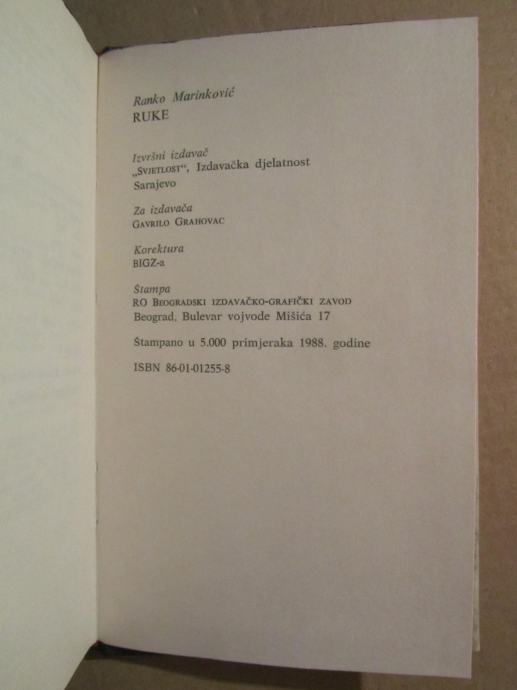 Ranko Marinković
RUKE
Izvršni izdavač
„Svjetlost“, Izdavačka djelatnost
Sarajevo
Za izdavača
Gavrilo Grahovac
Korektura
BIGZ-a
Štampa
RO Beogradski izdavačko-grafički zavod
Beograd, Bulevar vojvode Mišića 17
Štampano u 5.000 primjeraka 1988. godine
ISBN 86-01-01255-8